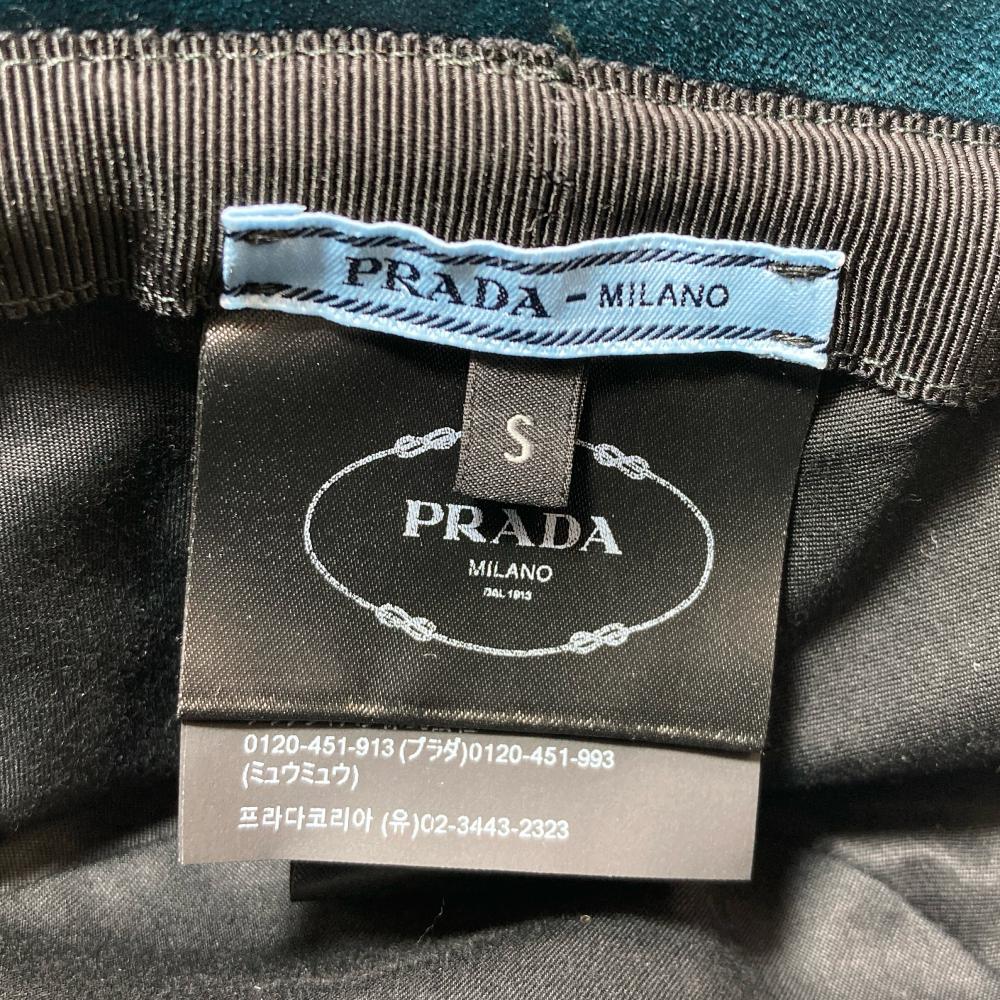 PRADA - MILANO
S
PRADA
MILANO
DAL 1913
0120-451-913 (プラダ)0120-451-993
(ミュウミュウ)
프라다코리아 (유)02-3443-2323